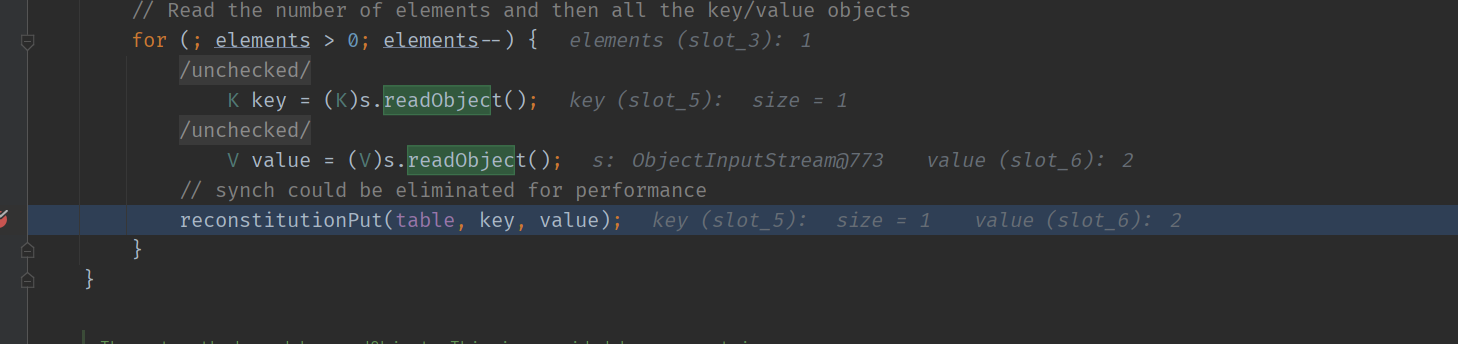 // Read the number of elements and then all the key/value objects
for (; elements > 0; elements--) {   elements (slot_3): 1
/unchecked/
K key = (K)s.readObject();   key (slot_5):  size = 1
/unchecked/
V value = (V)s.readObject();   s: ObjectInputStream@773   value (slot_6): 2
// synch could be eliminated for performance
reconstitutionPut(table, key, value);   key (slot_5):  size = 1   value (slot_6): 2
}
}